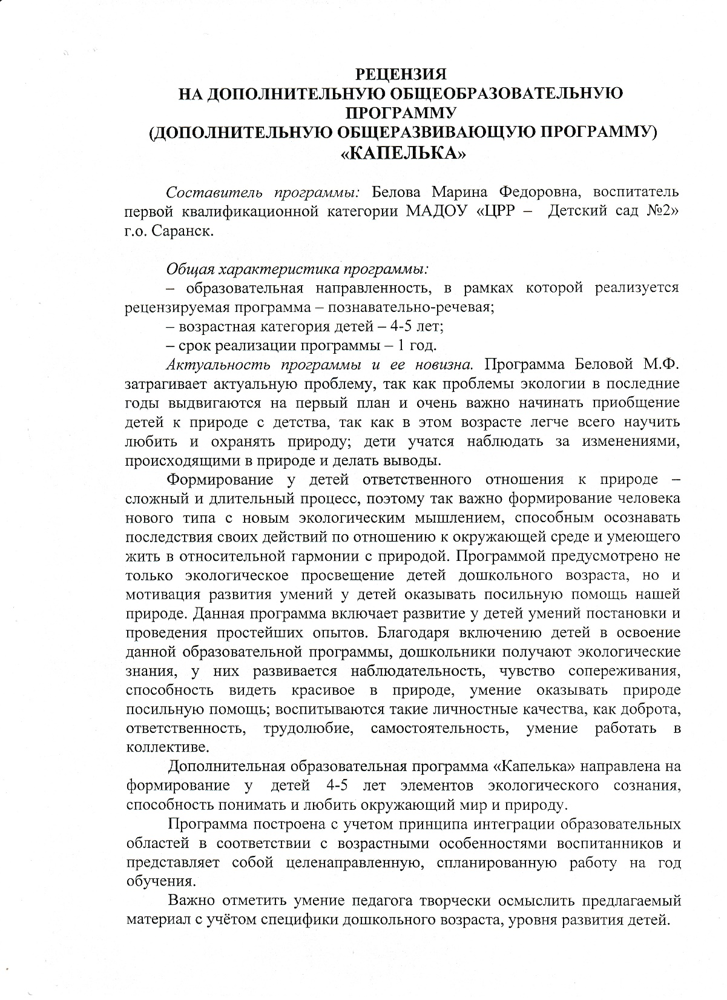 РЕЦЕНЗИЯ
НА ДОПОЛНИТЕЛЬНУЮ ОБЩЕОБРАЗОВАТЕЛЬНУЮ
ПРОГРАММУ
(ДОПОЛНИТЕЛЬНУЮ ОБЩЕРАЗВИВАЮЩУЮ ПРОГРАММУ)
«КАПЕЛЬКА»
Составитель программы: Белова Марина Федоровна, воспитатель
первой квалификационной категории МАДОУ «ЦРР – Детский сад №2»
г.о. Саранск.
Общая характеристика программы:
– образовательная направленность, в рамках которой реализуется
рецензируемая программа – познавательно-речевая;
– возрастная категория детей – 4-5 лет;
– срок реализации программы – 1 год.
Актуальность программы и ее новизна. Программа Беловой М.Ф.
затрагивает актуальную проблему, так как проблемы экологии в последние
годы выдвигаются на первый план и очень важно начинать приобщение
детей к природе с детства, так как в этом возрасте легче всего научить
любить и охранять природу; дети учатся наблюдать за изменениями,
происходящими в природе и делать выводы.
Формирование у детей ответственного отношения к природе –
сложный и длительный процесс, поэтому так важно формирование человека
нового типа с новым экологическим мышлением, способным осознавать
последствия своих действий по отношению к окружающей среде и умеющего
жить в относительной гармонии с природой. Программой предусмотрено не
только экологическое просвещение детей дошкольного возраста, но и
мотивация развития умений у детей оказывать посильную помощь нашей
природе. Данная программа включает развитие у детей умений постановки и
проведения простейших опытов. Благодаря включению детей в освоение
данной образовательной программы, дошкольники получают экологические
знания, у них развивается наблюдательность, чувство сопереживания,
способность видеть красивое в природе, умение оказывать природе
посильную помощь; воспитываются такие личностные качества, как доброта,
ответственность, трудолюбие, самостоятельность, умение работать в
коллективе.
Дополнительная образовательная программа «Капелька» направлена на
формирование у детей 4-5 лет элементов экологического сознания,
способность понимать и любить окружающий мир и природу.
Программа построена с учетом принципа интеграции образовательных
областей в соответствии с возрастными особенностями воспитанников и
представляет собой целенаправленную, спланированную работу на год
обучения.
Важно отметить умение педагога творчески осмыслить предлагаемый
материал с учётом специфики дошкольного возраста, уровня развития детей.